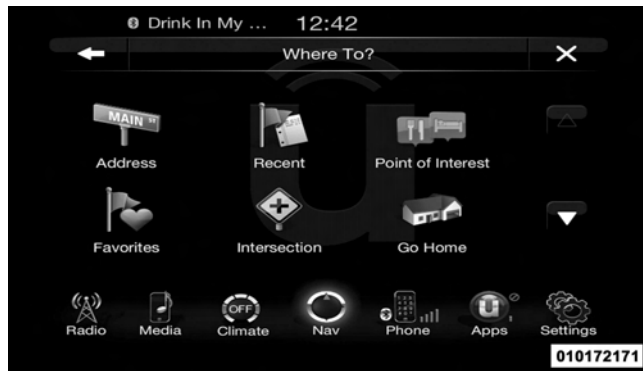 Drink In My ... 12:42
Where To?
MAIN ST
Address
Recent
Point of Interest
Favorites
Intersection
Go Home
OFF
Radio
Media
Climate
Nav
Phone
Apps
Settings
010172171